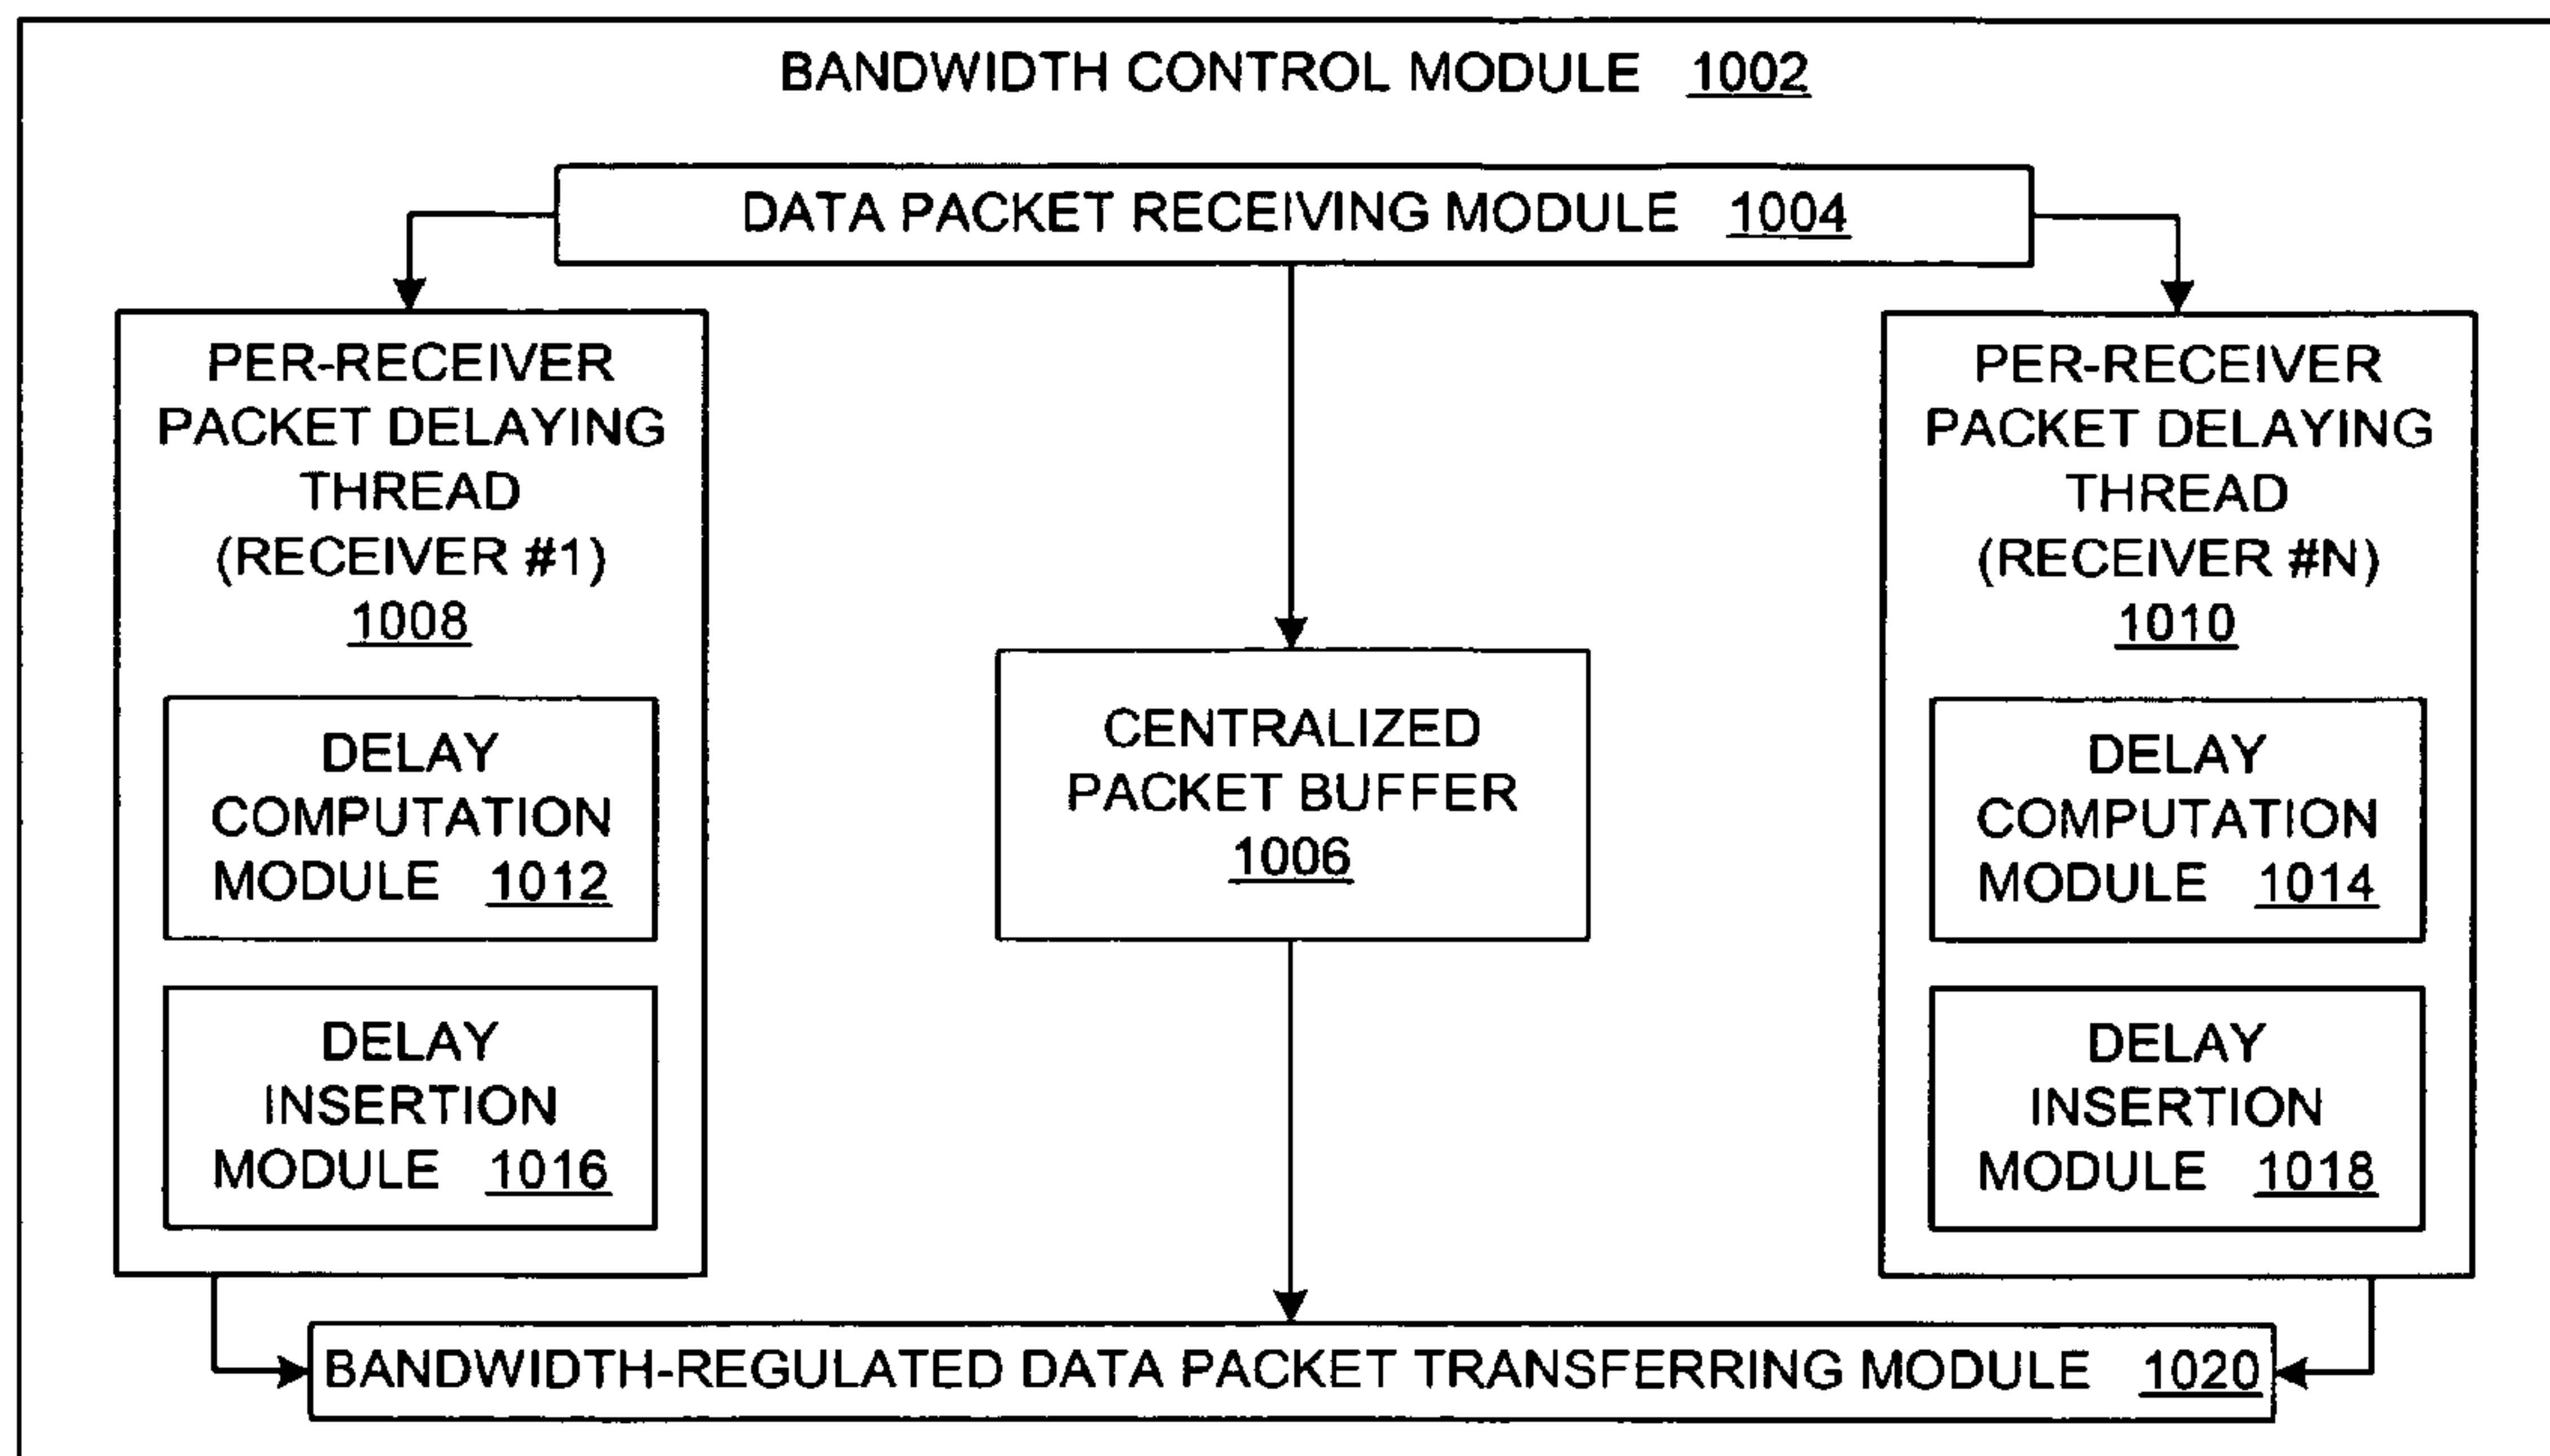 BANDWIDTH CONTROL MODULE 1002
DATA PACKET RECEIVING MODULE 1004
PER-RECEIVER
PACKET DELAYING
THREAD
(RECEIVER #1)
1008
DELAY
COMPUTATION
MODULE 1012
DELAY
INSERTION
MODULE 1016
CENTRALIZED
PACKET BUFFER
1006
PER-RECEIVER
PACKET DELAYING
THREAD
(RECEIVER #N)
1010
DELAY
COMPUTATION
MODULE 1014
DELAY
INSERTION
MODULE 1018
BANDWIDTH-REGULATED DATA PACKET TRANSFERRING MODULE 1020